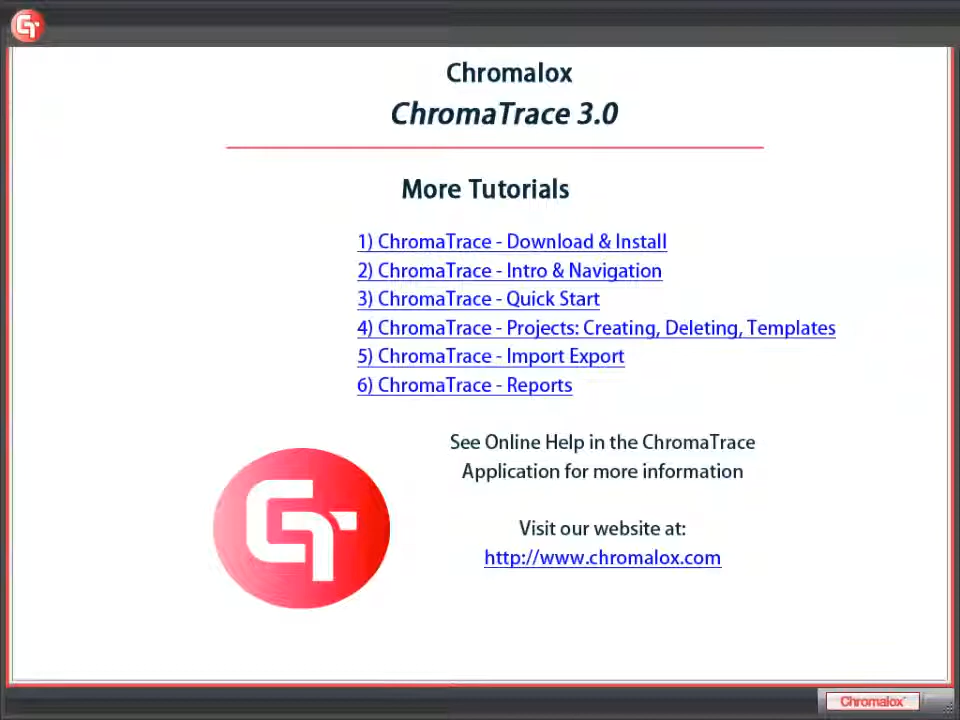 Chromalox
ChromaTrace 3.0
More Tutorials
1) ChromaTrace - Download & Install
2) ChromaTrace - Intro & Navigation
3) ChromaTrace - Quick Start
4) ChromaTrace - Projects: Creating, Deleting, Templates
5) ChromaTrace - Import Export
6) ChromaTrace - Reports
See Online Help in the ChromaTrace
Application for more information
Visit our website at:
http://www.chromalox.com
Chromalox